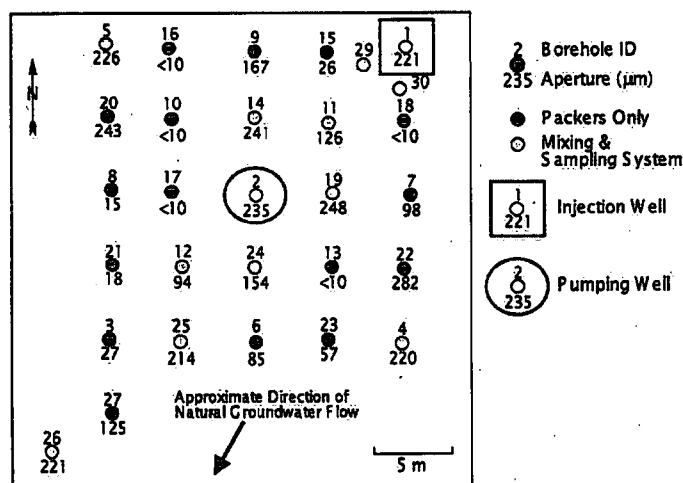 5 16 9 15 29 1
226 <10 167 26 221
30
N
20 10 14 11 18
243 <10 241 126 <10
8 17 2 19 7
15 <10 235 248 98
21 12 24 13 22
18 94 154 <10 282
3 25 6 23 4
27 214 85 57 220
27
125
26
221
Approximate Direction of
Natural Groundwater Flow
5 m
2 Borehole ID
235 Aperture (µm)
Packers Only
Mixing &
Sampling System
1
221
Injection Well
2
235
Pumping Well